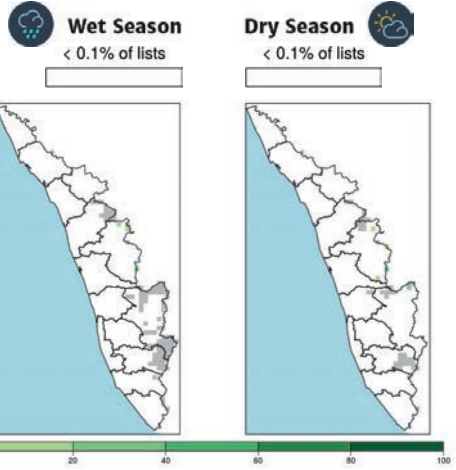 Wet Season
Dry Season
< 0.1% of lists
< 0.1% of lists
20 40 60 80 100